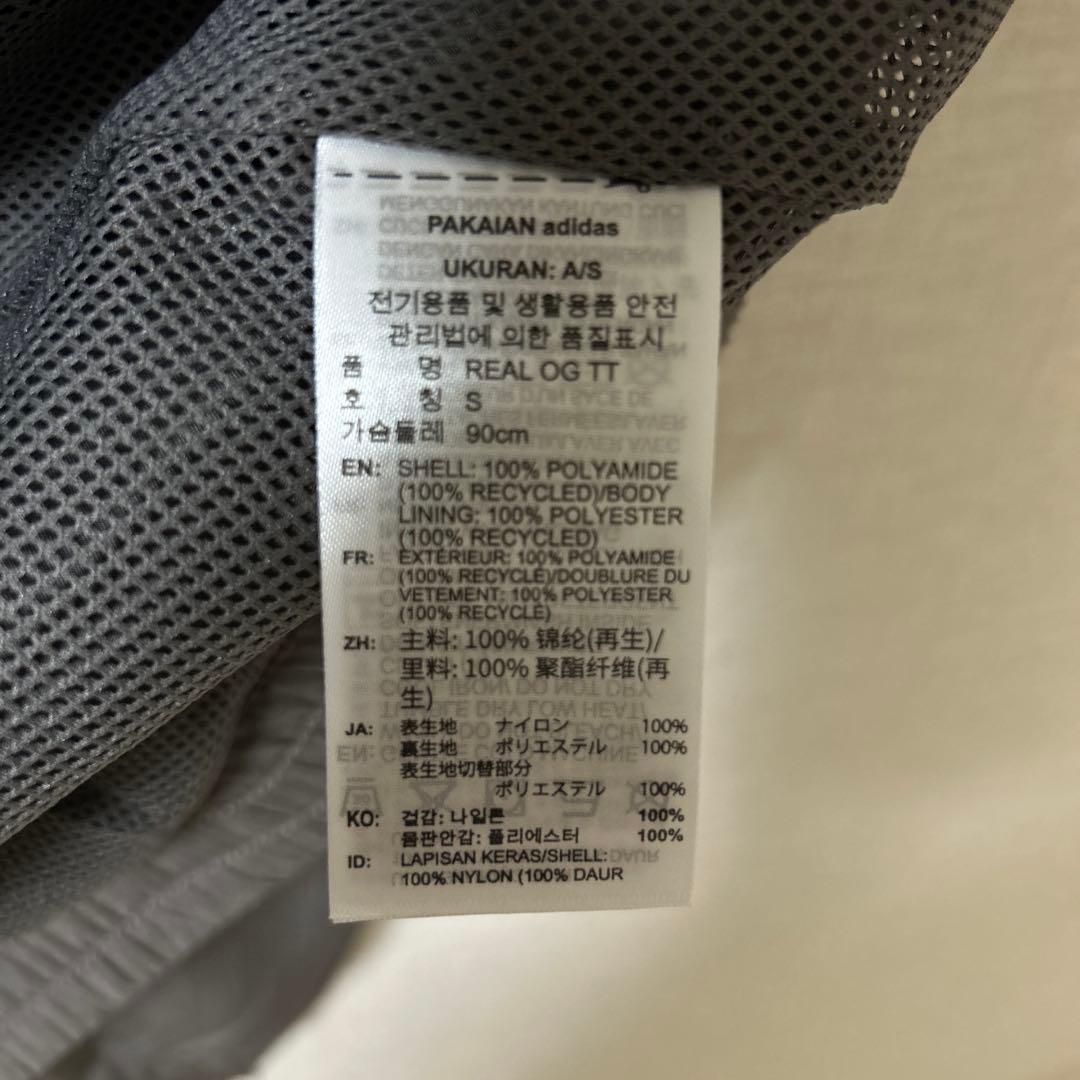 PAKAIAN adidas
UKURAN: A/S
전기용품 및 생활용품 안전
관리법에 의한 품질표시
품 명 REAL OG TT
호 칭 S
가슴둘레 90cm
EN: SHELL: 100% POLYAMIDE
(100% RECYCLED)/BODY
LINING: 100% POLYESTER
(100% RECYCLED)
FR: EXTÉRIEUR: 100% POLYAMIDE
(100% RECYCLÉ)/DOUBLURE DU
VETEMENT: 100% POLYESTER
(100% RECYCLÉ)
ZH: 主料: 100% 锦纶(再生)/
里料: 100% 聚酯纤维(再
生)
JA: 表生地 ナイロン 100%
裏生地 ポリエステル 100%
表生地切替部分
ポリエステル 100%
KO: 겉감: 나일론 100%
몸판안감: 폴리에스터 100%
ID: LAPISAN KERAS/SHELL:
100% NYLON (100% DAUR